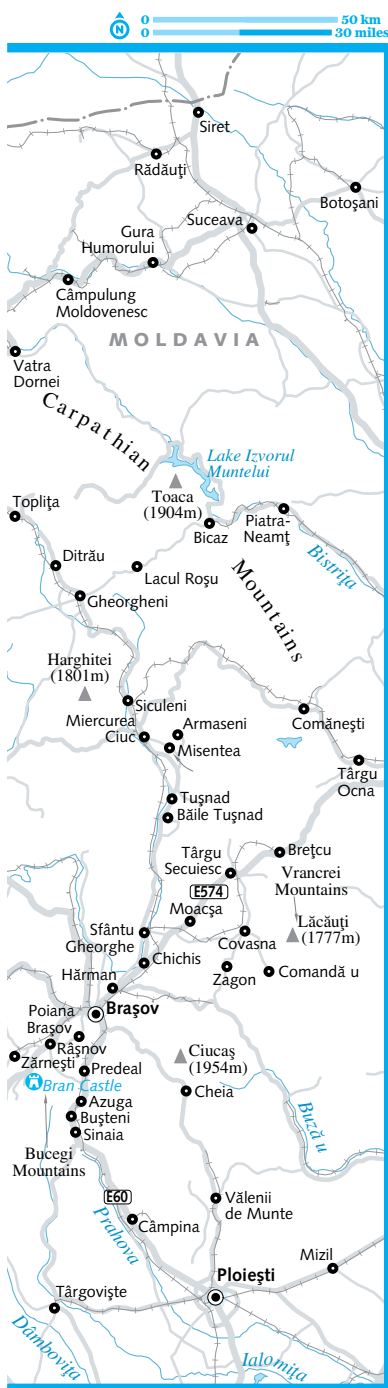 0 50 km
N
0 30 miles
Siret
Rădăuţi
Botoşani
Suceava
Gura
Humorului
Câmpulung
Moldovenesc
MOLDAVIA
Vatra
Dornei
Carpathian
Lake Izvorul
Muntelui
Toaca
(1904m)
Topliţa
Piatra-
Neamţ
Bicaz
Bistriţa
Ditrău
Lacul Roşu
Mountains
Gheorgheni
Harghitei
(1801m)
Siculeni
Miercurea
Ciuc
Armaseni
Misentea
Comăneşti
Târgu
Ocna
Tuşnad
Băile Tuşnad
Breţcu
Târgu
Secuiesc
Vrancrei
Mountains
E574
Moacşa
Lăcăuţi
(1777m)
Sfântu
Gheorghe
Covasna
Chichis
Zagon
Comandă u
Hărman
Poiana
Braşov
Braşov
Râşnov
Zărneşti
Ciucaş
(1954m)
Predeal
Bran Castle
Cheia
Azuga
Buşteni
Sinaia
Buză u
Bucegi
Mountains
E60
Vălenii
de Munte
Câmpina
Prahova
Mizil
Ploieşti
Târgovişte
Dâmboviţa
Ialomiţa